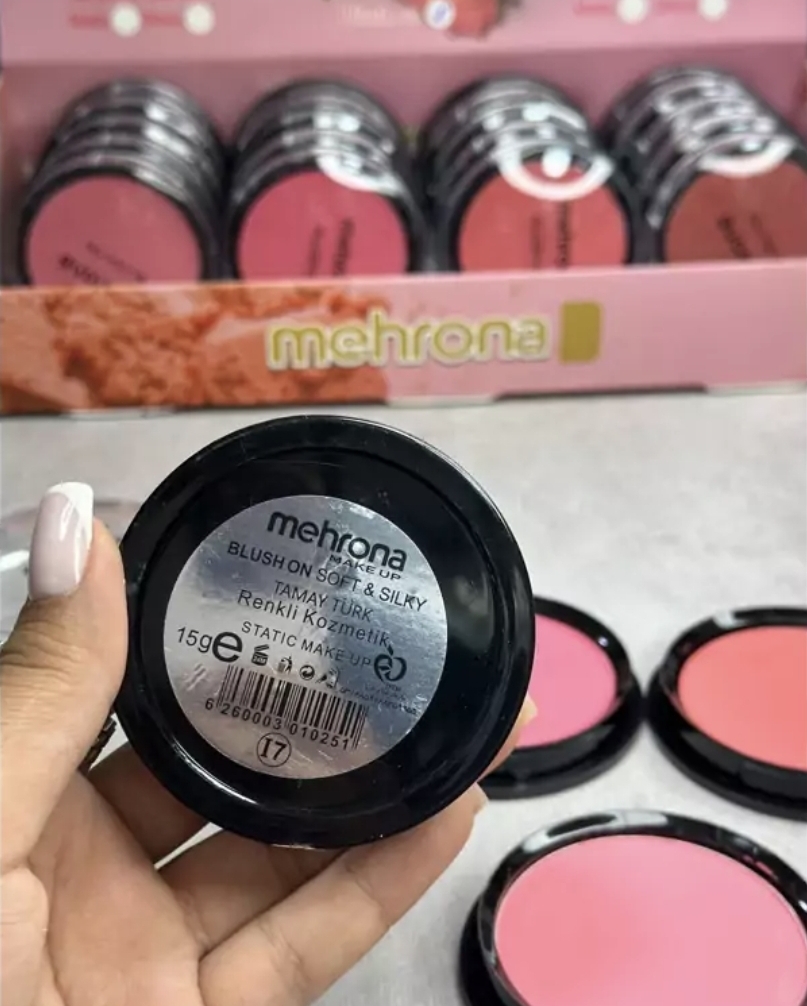 mehrona
mehrona
MAKE UP
BLUSH ON SOFT & SILKY
TAMAY TÜRK
Renkli Kozmetik
STATIC MAKE UP
15g e
6 260003 010251
17